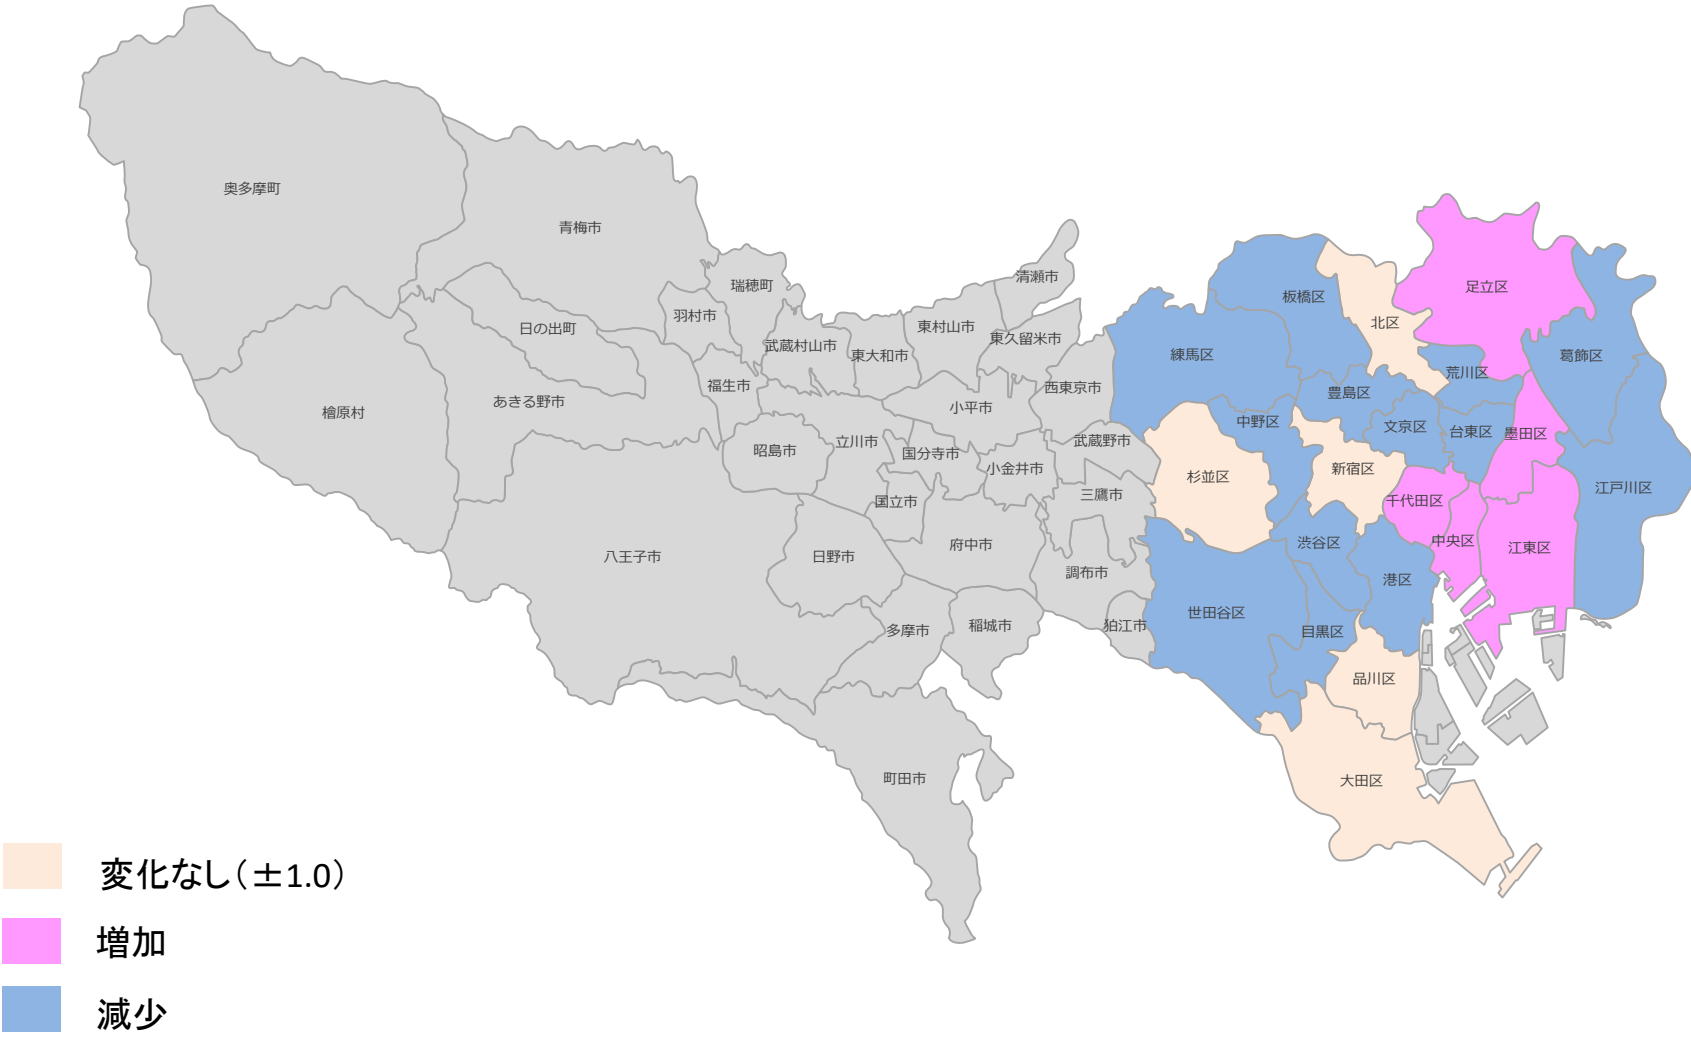 奥多摩町
青梅市
瑞穂町
清瀬市
羽村市
日の出町
武蔵村山市
東大和市
東村山市
東久留米市
西東京市
福生市
あきる野市
檜原村
小平市
昭島市
立川市
国分寺市
小金井市
武蔵野市
三鷹市
国立市
八王子市
日野市
府中市
調布市
多摩市
稲城市
狛江市
町田市
足立区
板橋区
北区
練馬区
葛飾区
荒川区
豊島区
中野区
文京区
台東区
墨田区
杉並区
新宿区
江戸川区
千代田区
渋谷区
中央区
江東区
港区
世田谷区
目黒区
品川区
大田区
変化なし(±1.0)
増加
減少